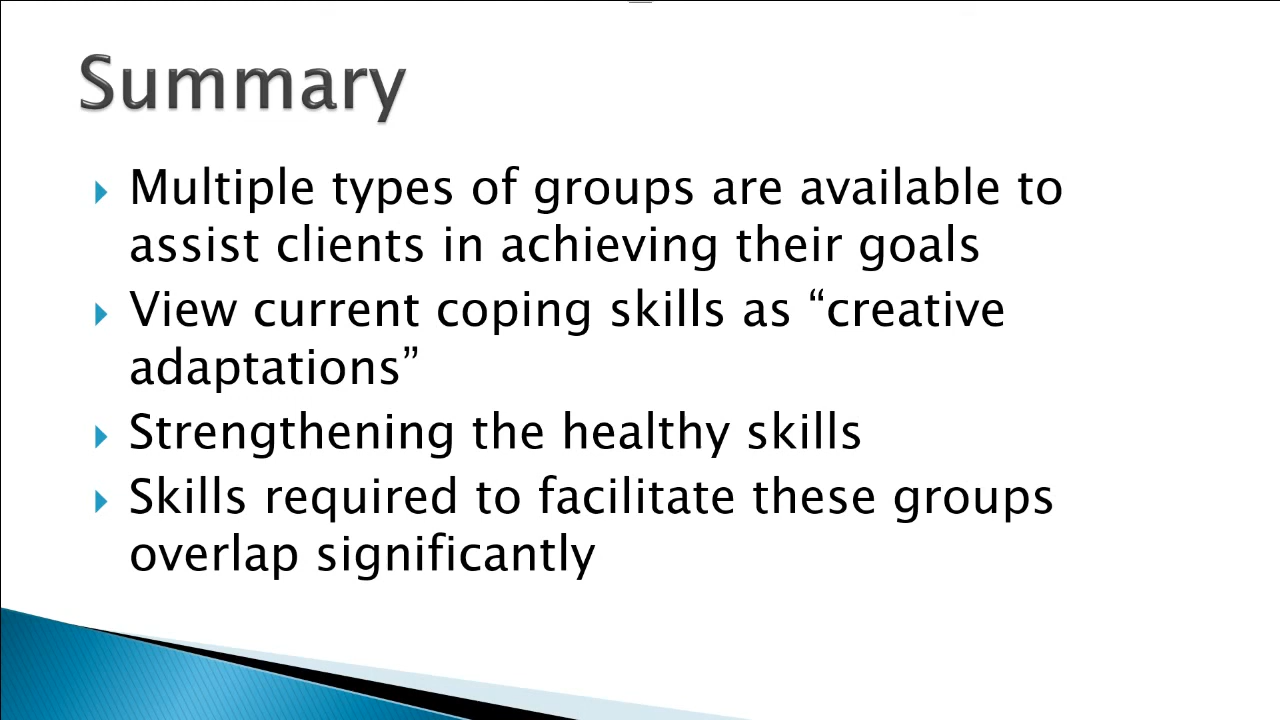 Summary
Multiple types of groups are available to
assist clients in achieving their goals
View current coping skills as “creative
adaptations”
Strengthening the healthy skills
Skills required to facilitate these groups
overlap significantly